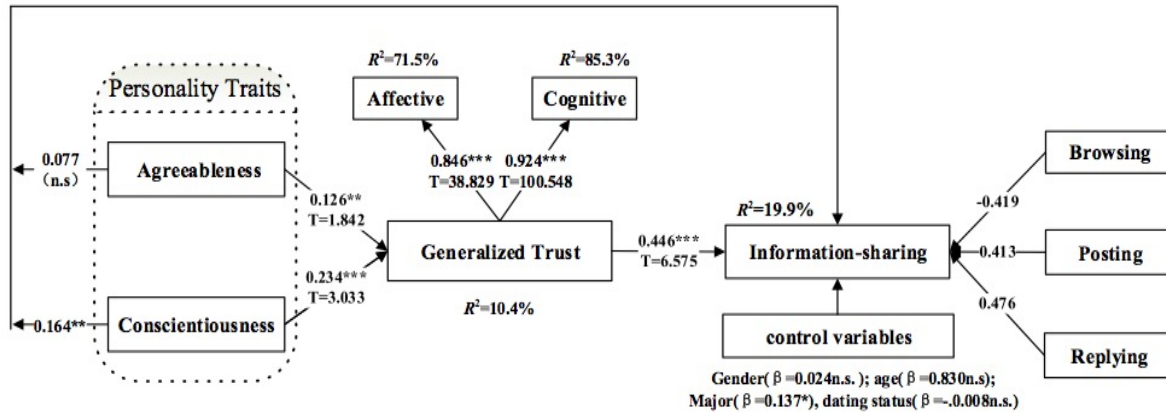 R²=71.5%
R²=85.3%
Personality Traits
Affective
Cognitive
Agreeableness
0.077
(n.s)
0.846***
T=38.829
0.924***
T=100.548
0.126**
T=1.842
Generalized Trust
R²=10.4%
0.234***
T=3.033
Conscientiousness
0.164**
0.446***
T=6.575
R²=19.9%
Information-sharing
Browsing
-0.419
Posting
0.413
Replying
0.476
control variables
Gender(β=0.024n.s.); age(β=0.830n.s);
Major(β=0.137*), dating status(β=-.0.008n.s.)